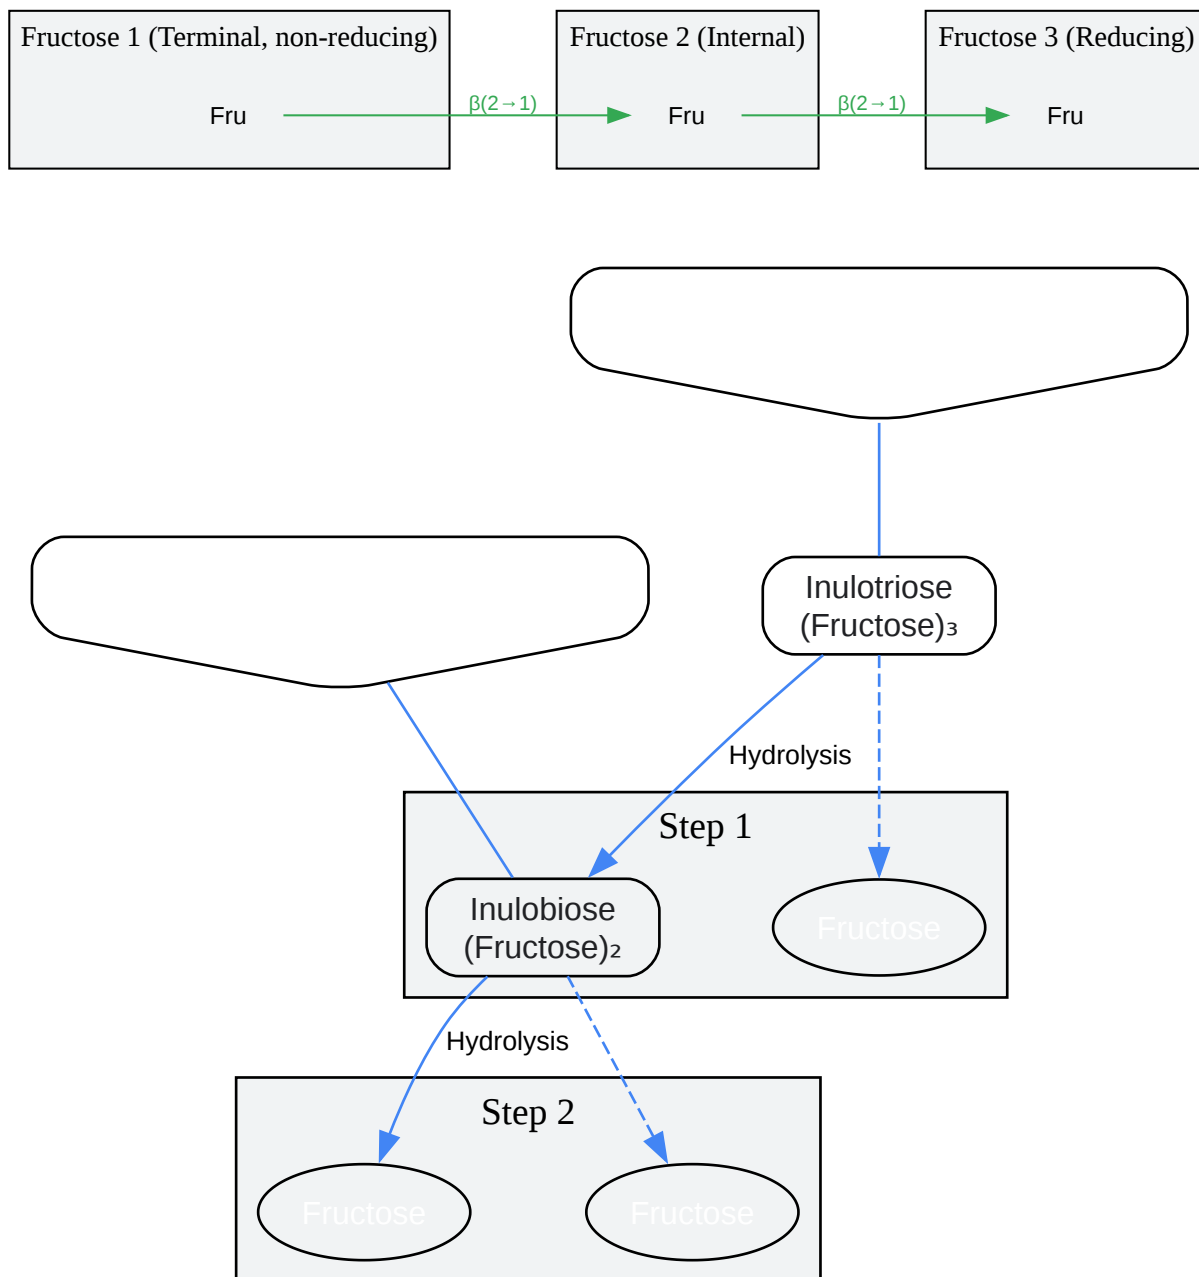 Fructose 1 (Terminal, non-reducing)
Fructose 2 (Internal)
Fructose 3 (Reducing)
Fru
β(2→1)
Fru
β(2→1)
Fru
Inulotriose
(Fructose)₃
Hydrolysis
Step 1
Inulobiose
(Fructose)₂
Fructose
Hydrolysis
Step 2
Fructose
Fructose